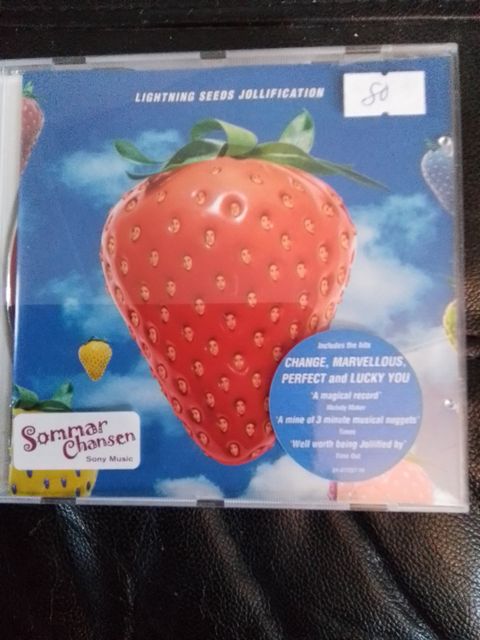 LIGHTNING SEEDS JOLLIFICATION
80
Includes the hits
CHANGE, MARVELLOUS,
PERFECT and LUCKY YOU
'A magical record'
Melody Maker
'A mine of 3 minute musical nuggets'
Times
'Well worth being Jollified by'
Time Out
Sommar
Chansen
Sony Music